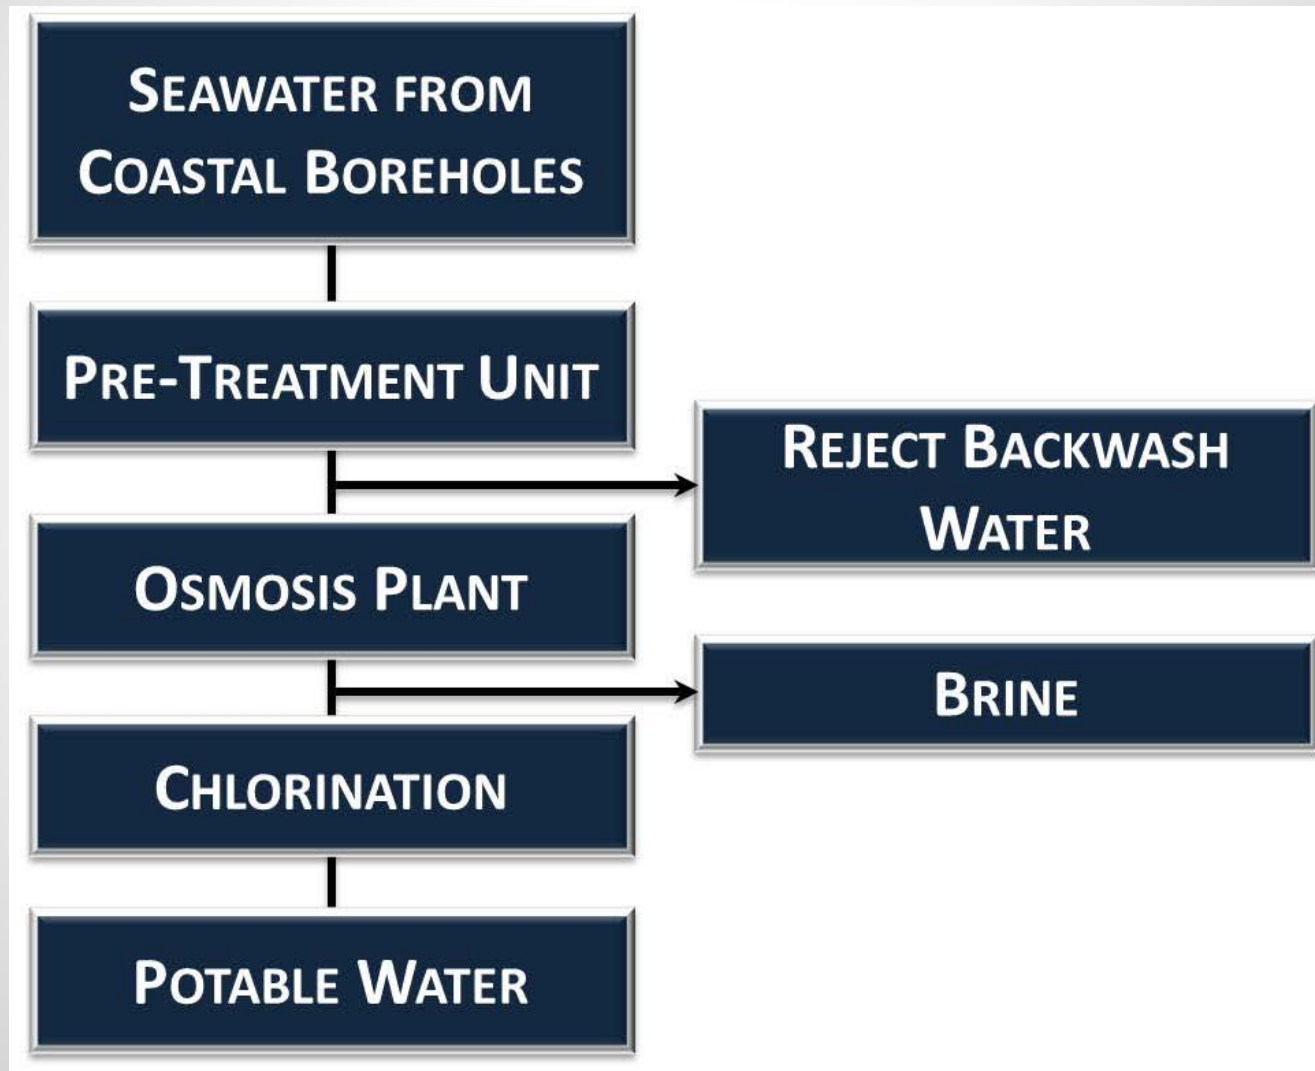 SEAWATER FROM
COASTAL BOREHOLES
PRE-TREATMENT UNIT
REJECT BACKWASH
WATER
OSMOSIS PLANT
BRINE
CHLORINATION
POTABLE WATER